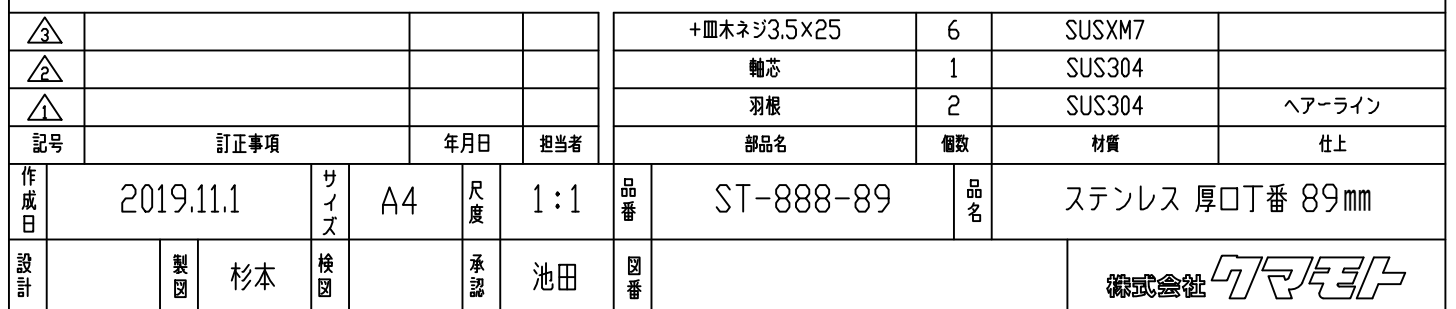 3 +皿木ネジ3.5×25 6 SUSXM7
2 軸芯 1 SUS304
1 羽根 2 SUS304 ヘアーライン
記号 訂正事項 年月日 担当者 部品名 個数 材質 仕上
作成日 2019.11.1 サイズ A4 尺度 1:1 品番 ST-888-89 品名 ステンレス 厚口丁番 89mm
設計 製図 杉本 検図 承認 池田 図番 株式会社クマモト